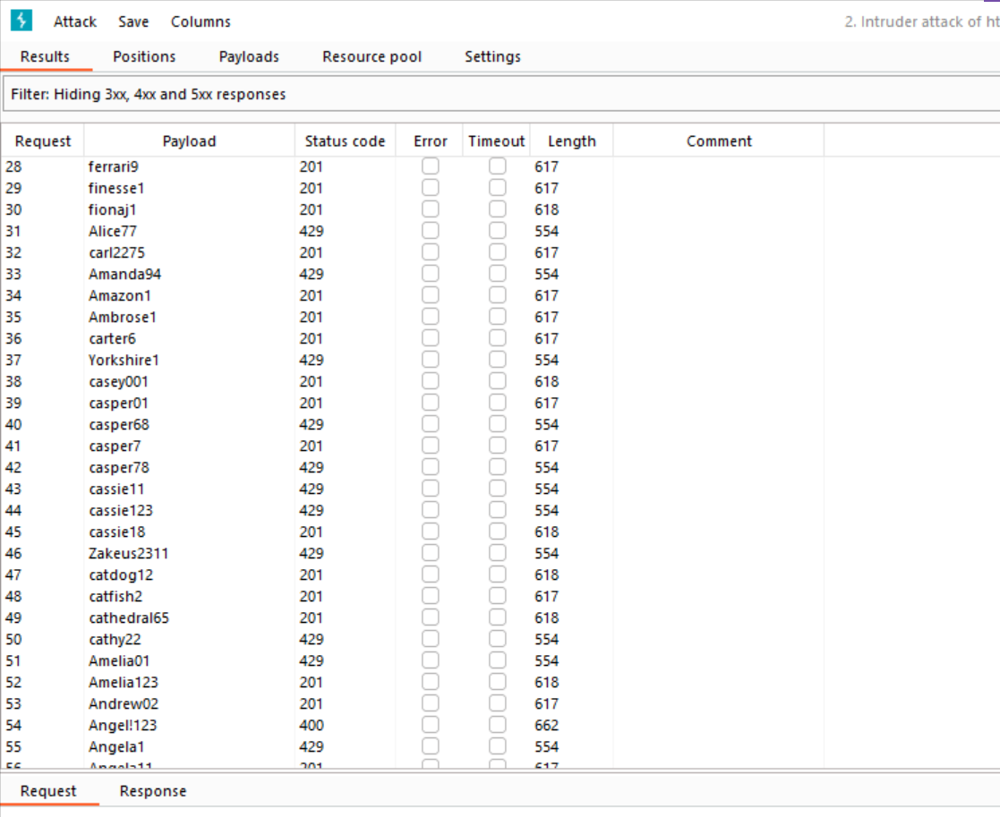 Attack Save Columns 2. Intruder attack of ht
Results Positions Payloads Resource pool Settings
Filter: Hiding 3xx, 4xx and 5xx responses
Request Payload Status code Error Timeout Length Comment
28 ferrari9 201 617
29 finesse1 201 617
30 fionaj1 201 618
31 Alice77 429 554
32 carl2275 201 617
33 Amanda94 429 554
34 Amazon1 201 617
35 Ambrose1 201 617
36 carter6 201 617
37 Yorkshire1 429 554
38 casey001 201 618
39 casper01 201 617
40 casper68 429 554
41 casper7 201 617
42 casper78 429 554
43 cassie11 429 554
44 cassie123 429 554
45 cassie18 201 618
46 Zakeus2311 429 554
47 catdog12 201 618
48 catfish2 201 617
49 cathedral65 201 618
50 cathy22 429 554
51 Amelia01 429 554
52 Amelia123 201 618
53 Andrew02 201 617
54 Angel!123 400 662
55 Angela1 429 554
56 Angela11 201 617
Request Response